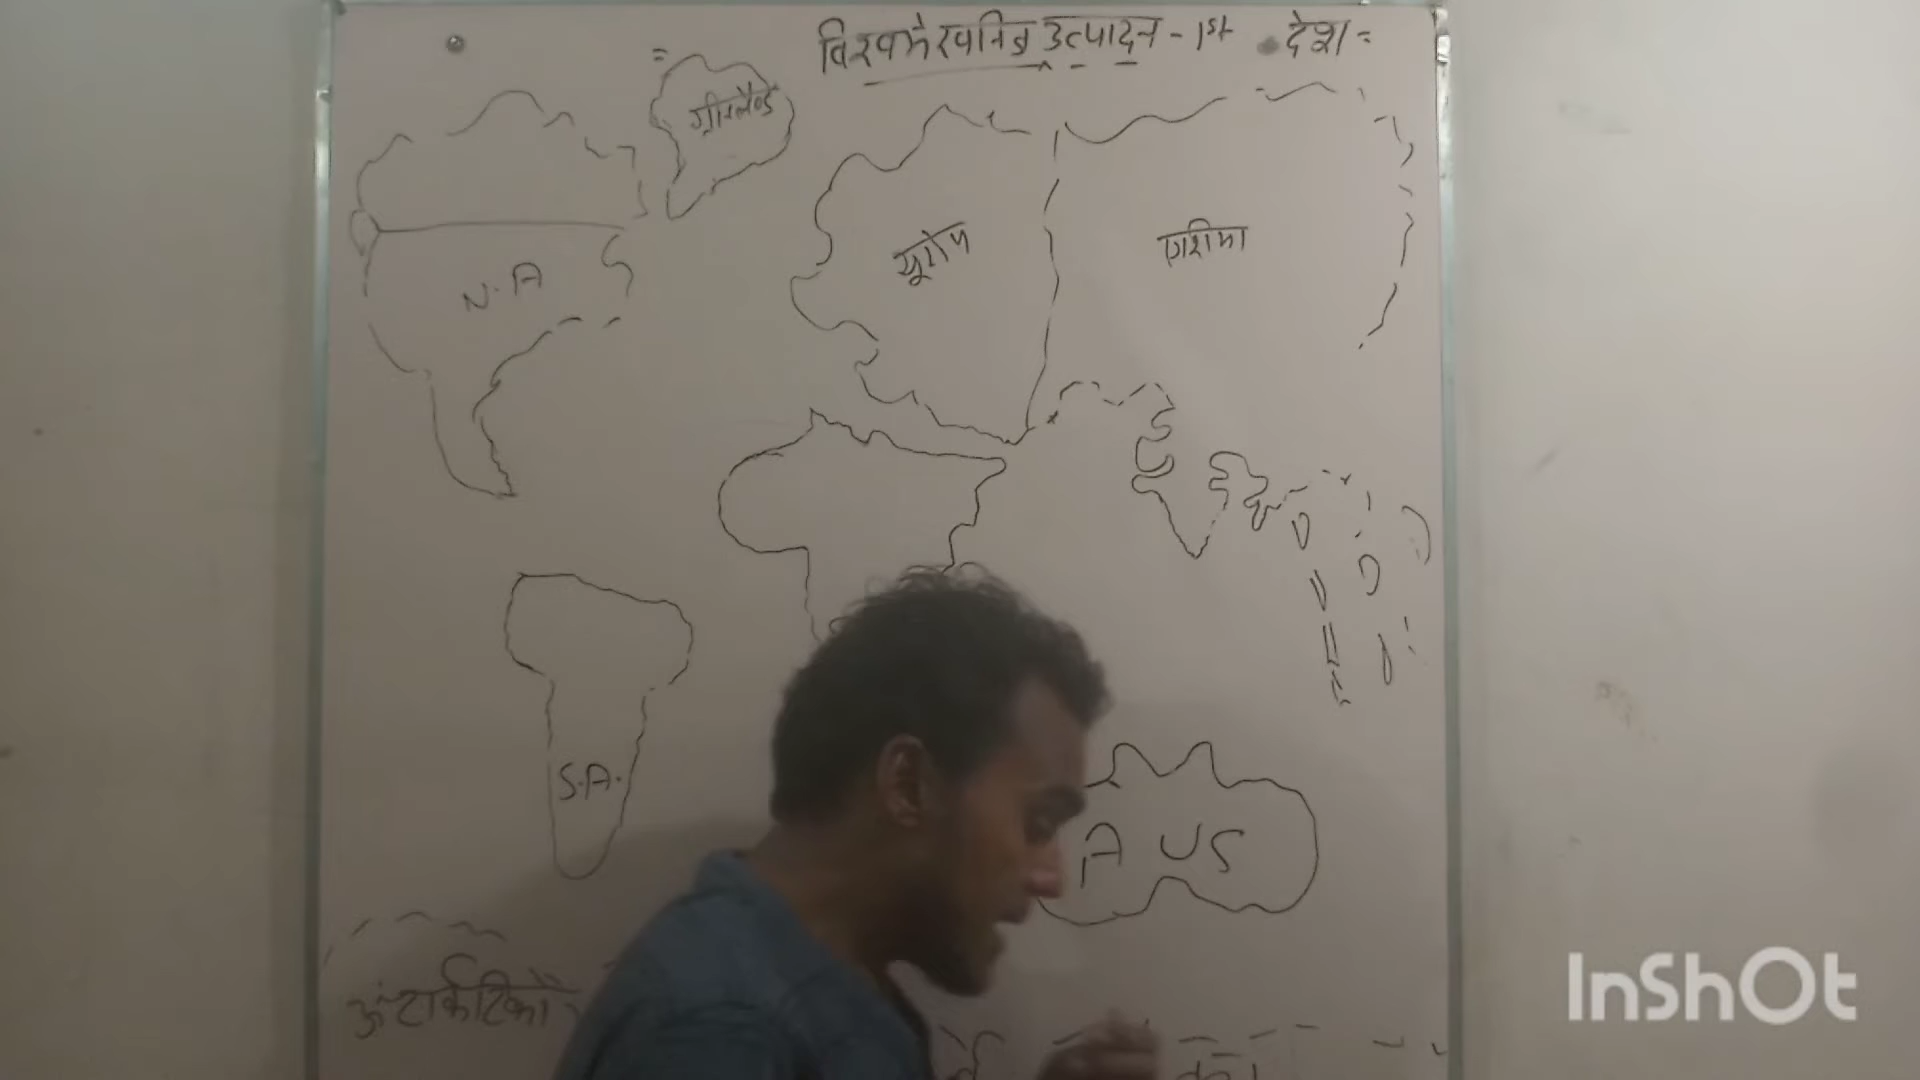 विश्व मे खनिज उत्पादन - 1st देश =
ग्रीनलैण्ड
यूरोप
एशिया
N.A
S.A.
AUS
अंटार्कटिका
InShOt